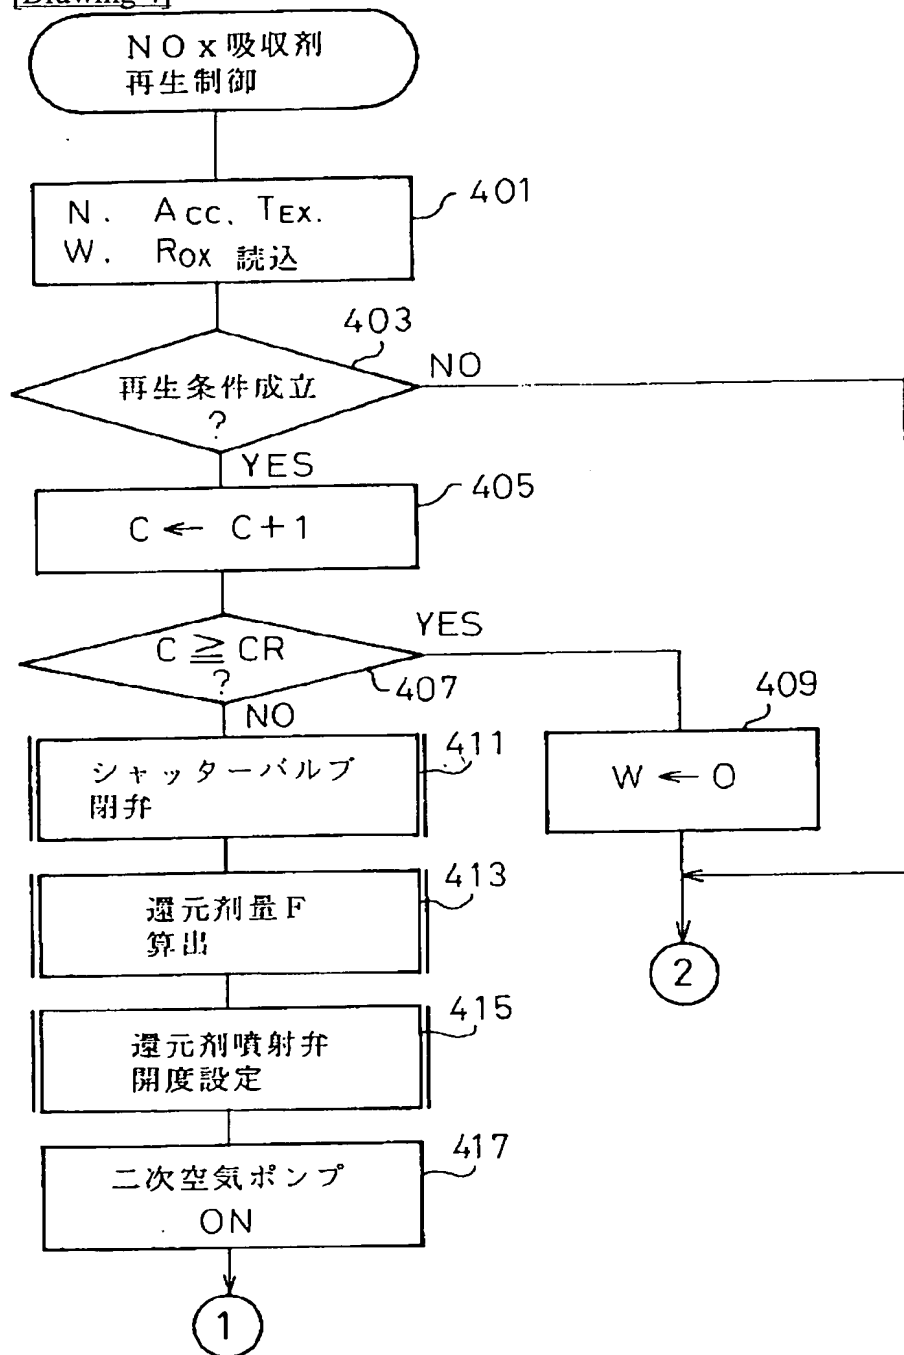 [Drawing 4]
NOx吸収剤
再生制御
401
N. Acc、TEX.
W. ROX 読込
403
再生条件成立
?
NO
YES
405
C ← C+1
C ≧ CR
?
YES
407
NO
409
W ← 0
411
シャッターバルブ
閉弁
413
還元剤量F
算出
2
415
還元剤噴射弁
開度設定
417
二次空気ポンプ
ON
1